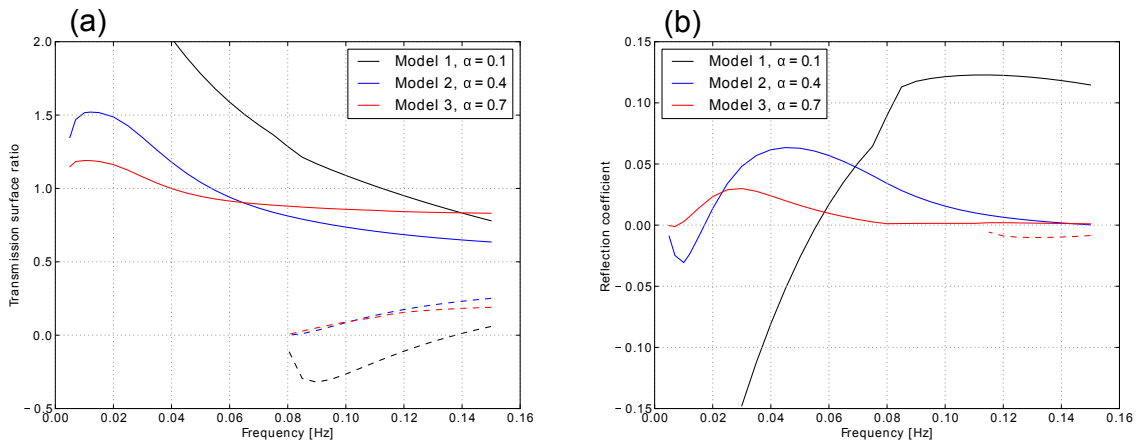 (a)
2.0
1.5
1.0
0.5
0.0
−0.5
0.00 0.02 0.04 0.06 0.08 0.10 0.12 0.14 0.16
Frequency [Hz]
Transmission surface ratio
Model 1, α=0.1
Model 2, α=0.4
Model 3, α=0.7
(b)
0.15
0.10
0.05
0.00
−0.05
−0.10
−0.15
0.00 0.02 0.04 0.06 0.08 0.10 0.12 0.14 0.16
Frequency [Hz]
Reflection coefficient
Model 1, α=0.1
Model 2, α=0.4
Model 3, α=0.7